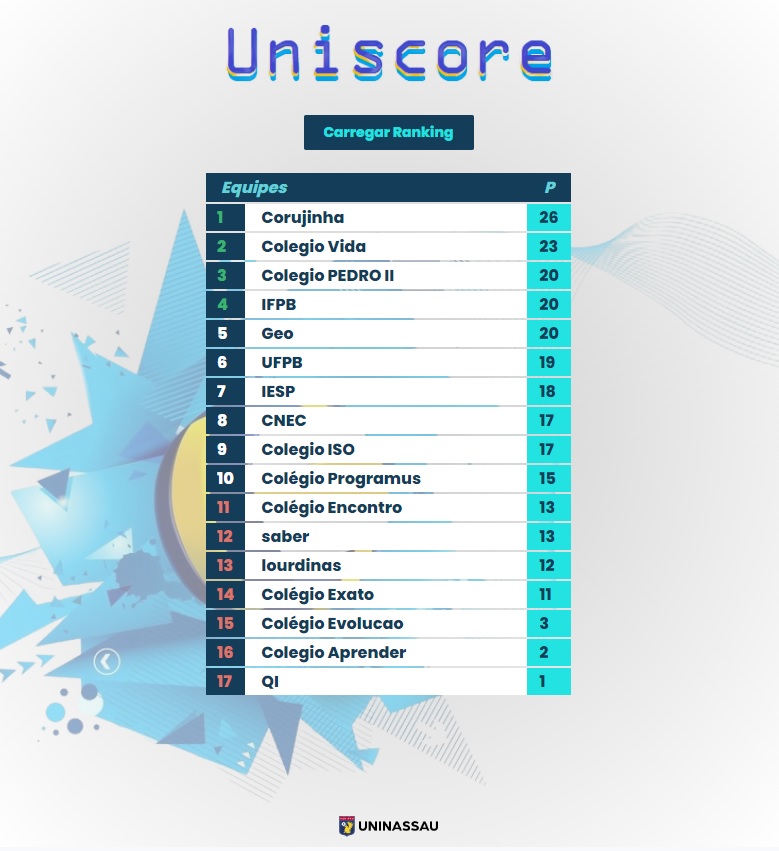 Uniscore
Carregar Ranking
Equipes P
1 Corujinha 26
2 Colegio Vida 23
3 Colegio PEDRO II 20
4 IFPB 20
5 Geo 20
6 UFPB 19
7 IESP 18
8 CNEC 17
9 Colegio ISO 17
10 Colégio Programus 15
11 Colégio Encontro 13
12 saber 13
13 lourdinas 12
14 Colégio Exato 11
15 Colégio Evolucao 3
16 Colegio Aprender 2
17 QI 1
UNINASSAU